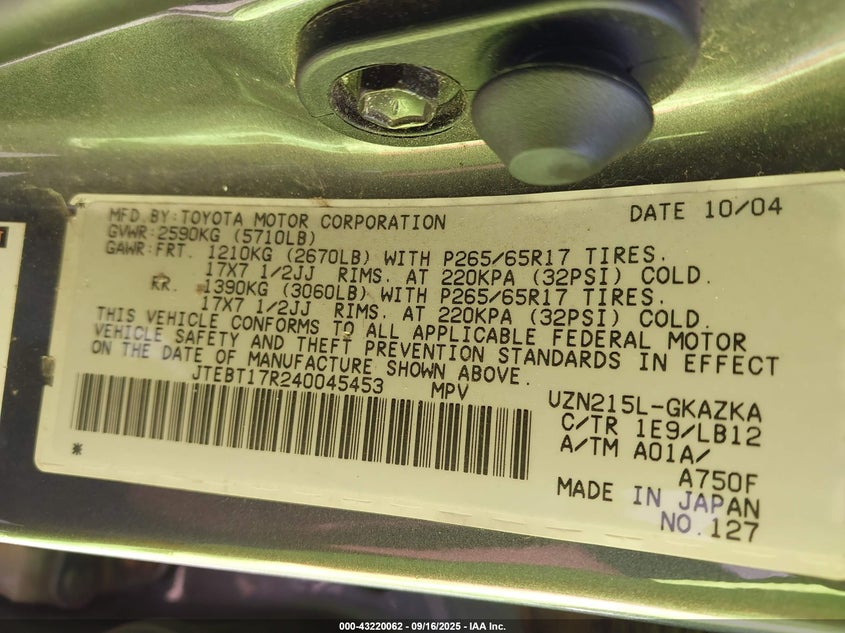 MFD.BY:TOYOTA MOTOR CORPORATION DATE 10/04
GVWR:2590KG (5710LB)
GAWR:FRT. 1210KG (2670LB) WITH P265/65R17 TIRES.
17X7 1/2JJ RIMS. AT 220KPA (32PSI) COLD.
RR. 1390KG (3060LB) WITH P265/65R17 TIRES.
17X7 1/2JJ RIMS. AT 220KPA (32PSI) COLD.
THIS VEHICLE CONFORMS TO ALL APPLICABLE FEDERAL MOTOR
VEHICLE SAFETY AND THEFT PREVENTION STANDARDS IN EFFECT
ON THE DATE OF MANUFACTURE SHOWN ABOVE.
JTEBT17R240045453 MPV
UZN215L-GKAZKA
C/TR 1E9/LB12
A/TM A01A/
A750F
MADE IN JAPAN
NO.127
*
000-43220062 - 09/16/2025 - IAA Inc.